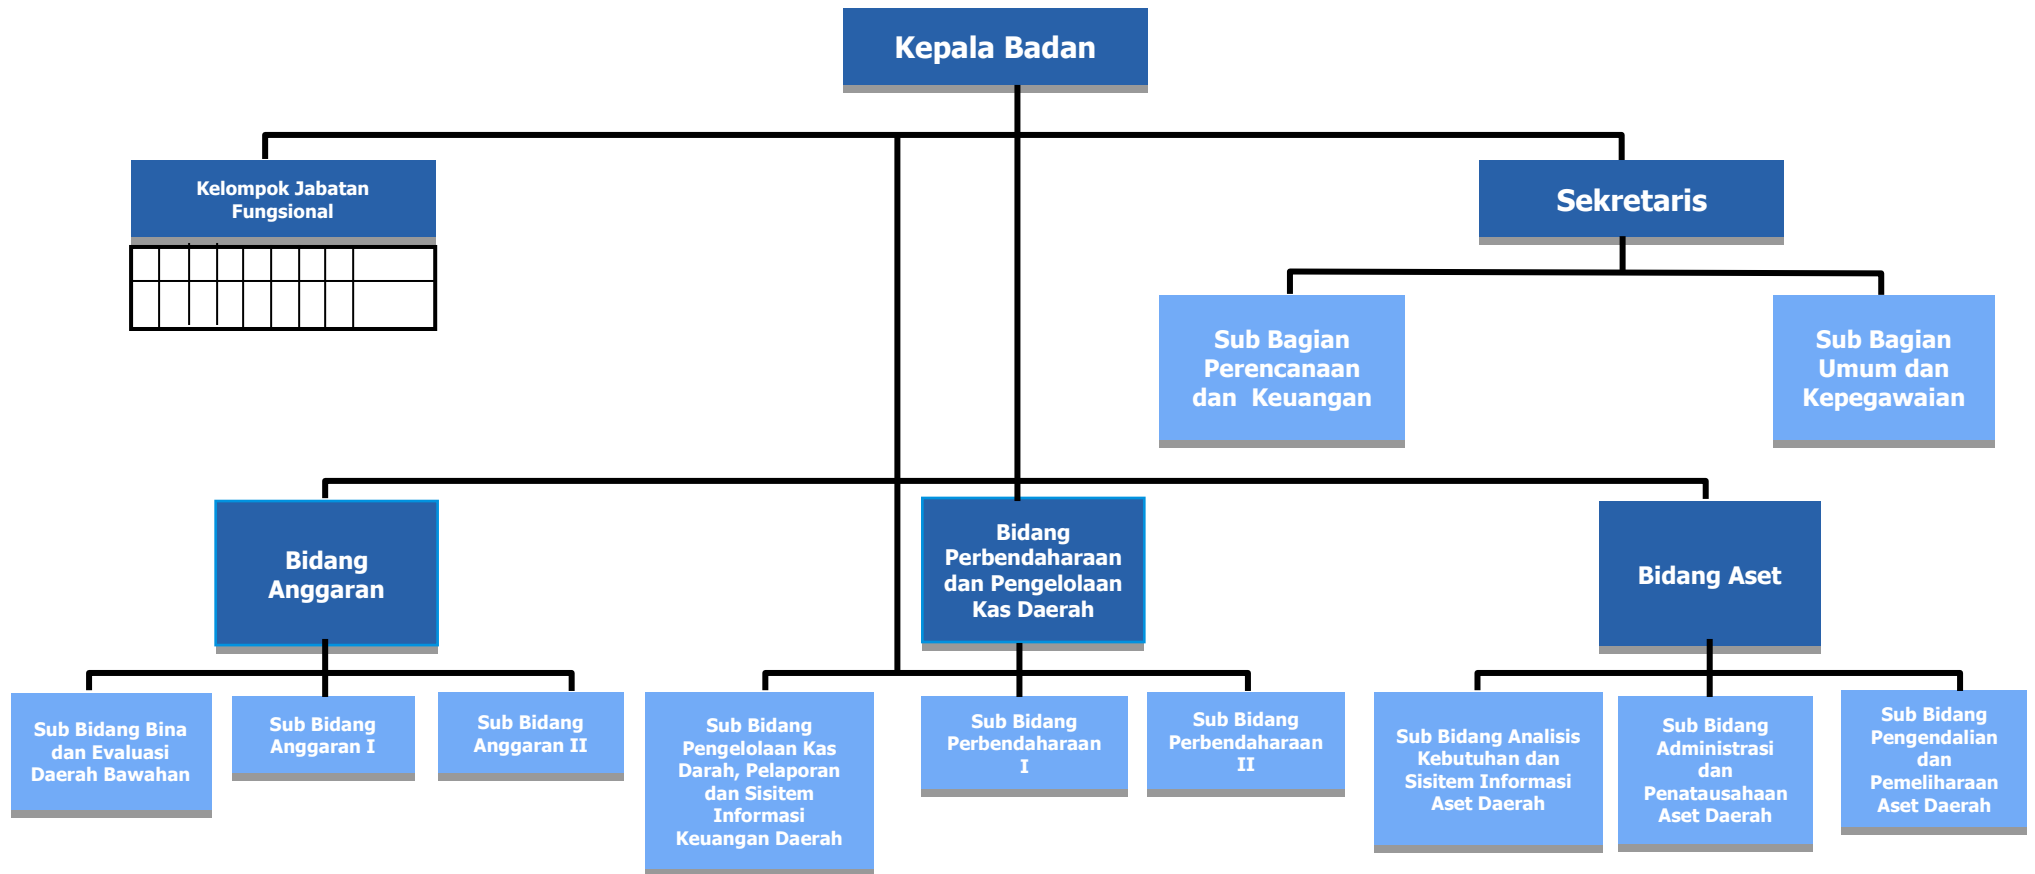 Kepala Badan
Kelompok Jabatan
Fungsional
Sekretaris
Sub Bagian
Perencanaan
dan  Keuangan
Sub Bagian
Umum dan
Kepegawaian
Bidang
Anggaran
Bidang
Perbendaharaan
dan Pengelolaan
Kas Daerah
Bidang Aset
Sub Bidang Bina
dan Evaluasi
Daerah Bawahan
Sub Bidang
Anggaran I
Sub Bidang
Anggaran II
Sub Bidang
Pengelolaan Kas
Darah, Pelaporan
dan Sisitem
Informasi
Keuangan Daerah
Sub Bidang
Perbendaharaan
I
Sub Bidang
Perbendaharaan
II
Sub Bidang Analisis
Kebutuhan dan
Sisitem Informasi
Aset Daerah
Sub Bidang
Administrasi
dan
Penatausahaan
Aset Daerah
Sub Bidang
Pengendalian
dan
Pemeliharaan
Aset Daerah